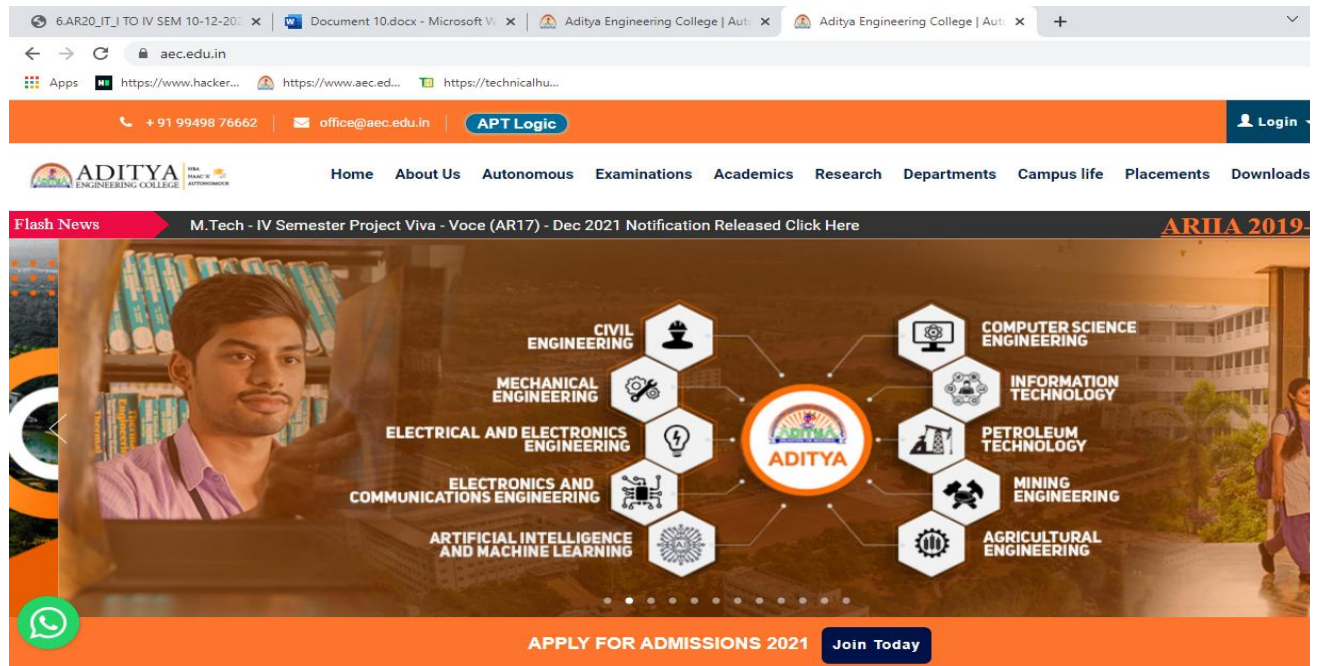 6.AR20_IT_I TO IV SEM 10-12-202
Document 10.docx - Microsoft W
Aditya Engineering College | Auto
Aditya Engineering College | Auto
aec.edu.in
Apps https://www.hacker... https://www.aec.ed... https://technicalhu...
+ 91 99498 76662 office@aec.edu.in APT Logic Login
ADITYA
ENGINEERING COLLEGE
AUTONOMOUS
Home About Us Autonomous Examinations Academics Research Departments Campus life Placements Downloads
Flash News M.Tech - IV Semester Project Viva - Voce (AR17) - Dec 2021 Notification Released Click Here ARIIA 2019-
CIVIL
ENGINEERING
MECHANICAL
ENGINEERING
ELECTRICAL AND ELECTRONICS
ENGINEERING
ELECTRONICS AND
COMMUNICATIONS ENGINEERING
ARTIFICIAL INTELLIGENCE
AND MACHINE LEARNING
ADITYA
ADITYA
COMPUTER SCIENCE
ENGINEERING
INFORMATION
TECHNOLOGY
PETROLEUM
TECHNOLOGY
MINING
ENGINEERING
AGRICULTURAL
ENGINEERING
APPLY FOR ADMISSIONS 2021 Join Today